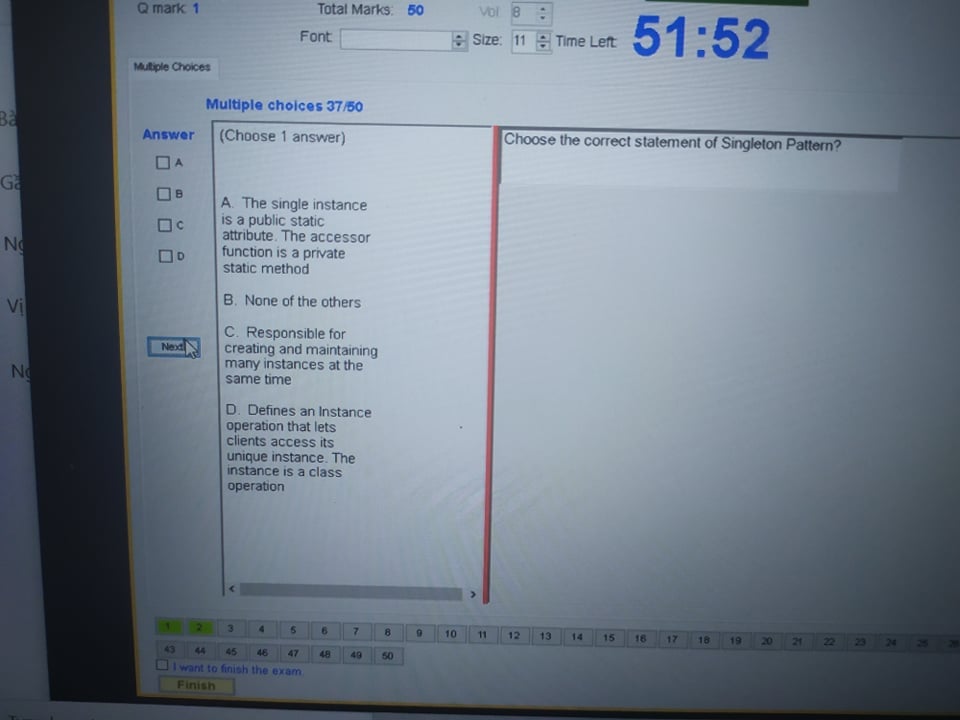 Q mark 1 Total Marks: 50 Vol 8
Font Size: 11 Time Left: 51:52
Multiple Choices
Multiple choices 37/50
Answer
A
B
C
D
Next
(Choose 1 answer)
A. The single instance
is a public static
attribute. The accessor
function is a private
static method
B. None of the others
C. Responsible for
creating and maintaining
many instances at the
same time
D. Defines an Instance
operation that lets
clients access its
unique instance. The
instance is a class
operation
Choose the correct statement of Singleton Pattern?
1 2 3 4 5 6 7 8 9 10 11 12 13 14 15 16 17 18 19 20 21 22 23 24 25
43 44 45 46 47 48 49 50
I want to finish the exam.
Finish